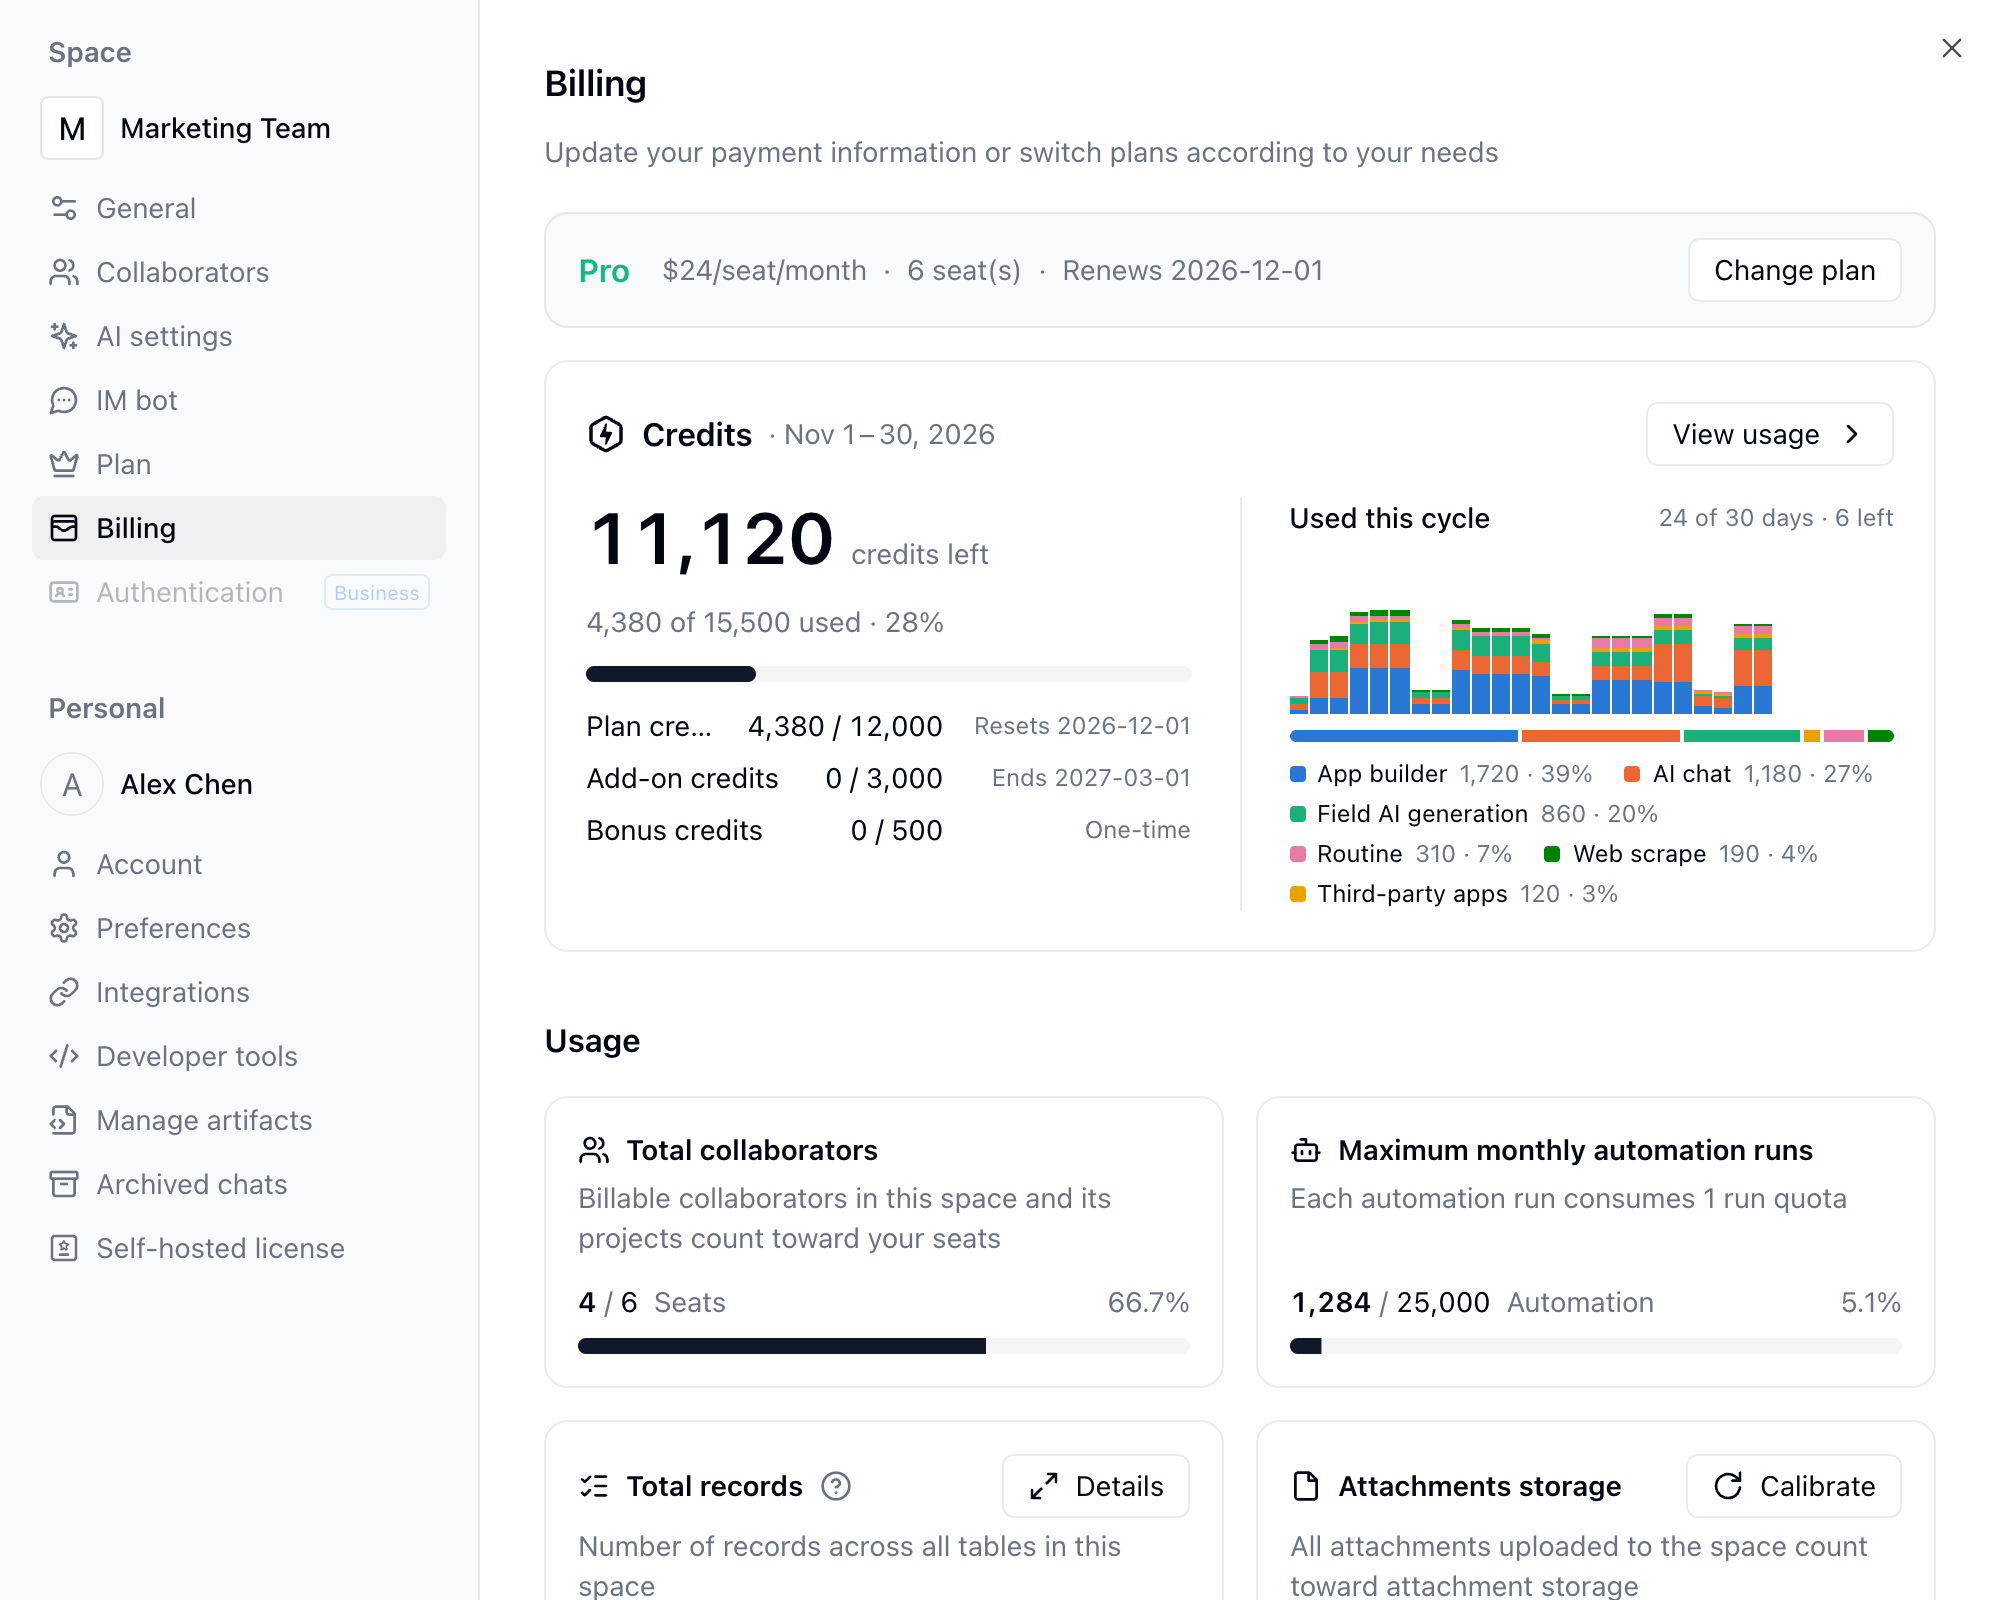 Space
M
Marketing Team
General
Collaborators
AI settings
IM bot
Plan
Billing
Authentication
Business
Personal
A
Alex Chen
Account
Preferences
Integrations
Developer tools
Manage artifacts
Archived chats
Self-hosted license
Billing
Update your payment information or switch plans according to your needs
Pro $24/seat/month · 6 seat(s) · Renews 2026-12-01
Change plan
Credits · Nov 1–30, 2026
View usage
11,120 credits left
4,380 of 15,500 used · 28%
Plan cre... 4,380 / 12,000 Resets 2026-12-01
Add-on credits 0 / 3,000 Ends 2027-03-01
Bonus credits 0 / 500 One-time
Used this cycle 24 of 30 days · 6 left
App builder 1,720 · 39% AI chat 1,180 · 27%
Field AI generation 860 · 20%
Routine 310 · 7% Web scrape 190 · 4%
Third-party apps 120 · 3%
Usage
Total collaborators
Billable collaborators in this space and its
projects count toward your seats
4 / 6 Seats 66.7%
Maximum monthly automation runs
Each automation run consumes 1 run quota
1,284 / 25,000 Automation 5.1%
Total records
Details
Number of records across all tables in this
space
Attachments storage
Calibrate
All attachments uploaded to the space count
toward attachment storage